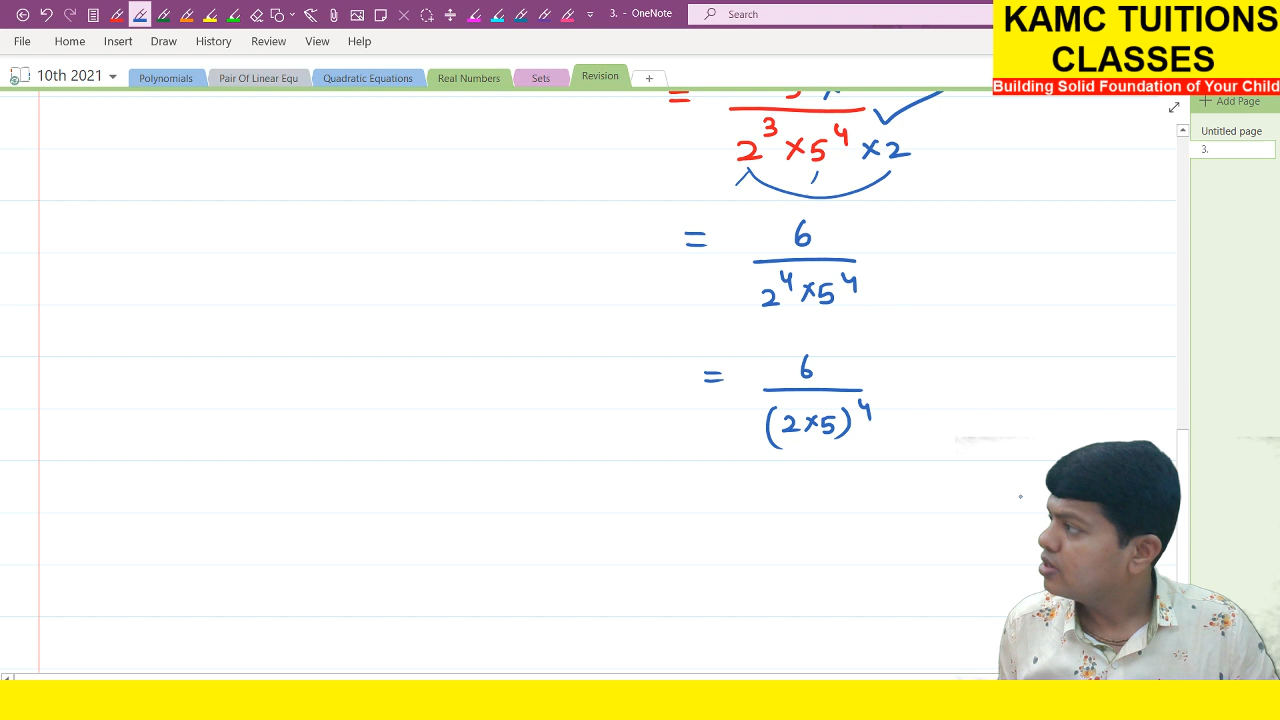 3. - OneNote
Search
KAMC TUITIONS
CLASSES
Building Solid Foundation of Your Child
File Home Insert Draw History Review View Help
10th 2021 Polynomials Pair Of Linear Equ Quadratic Equations Real Numbers Sets Revision +
+ Add Page
Untitled page
3.
=
2³ × 5⁴ × 2
= 6
2⁴ × 5⁴
= 6
(2 × 5)⁴